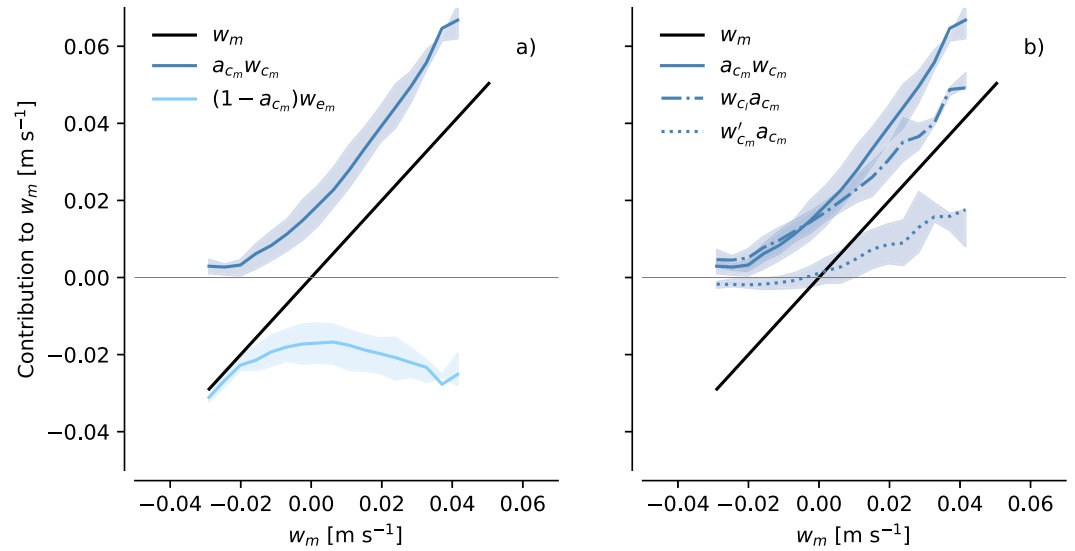 w_m
a_{c_m} w_{c_m}
(1 − a_{c_m})w_{e_m}
a)
0.06
0.04
0.02
0.00
−0.02
−0.04
Contribution to w_m [m s⁻¹]
−0.04 −0.02 0.00 0.02 0.04 0.06
w_m [m s⁻¹]
w_m
a_{c_m} w_{c_m}
w_{c_l} a_{c_m}
w′_{c_m} a_{c_m}
b)
−0.04 −0.02 0.00 0.02 0.04 0.06
w_m [m s⁻¹]